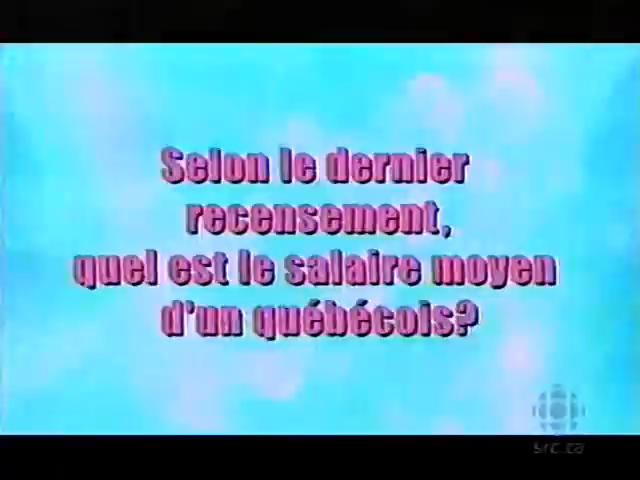 Selon le dernier
recensement,
quel est le salaire moyen
d'un québécois?
src.ca